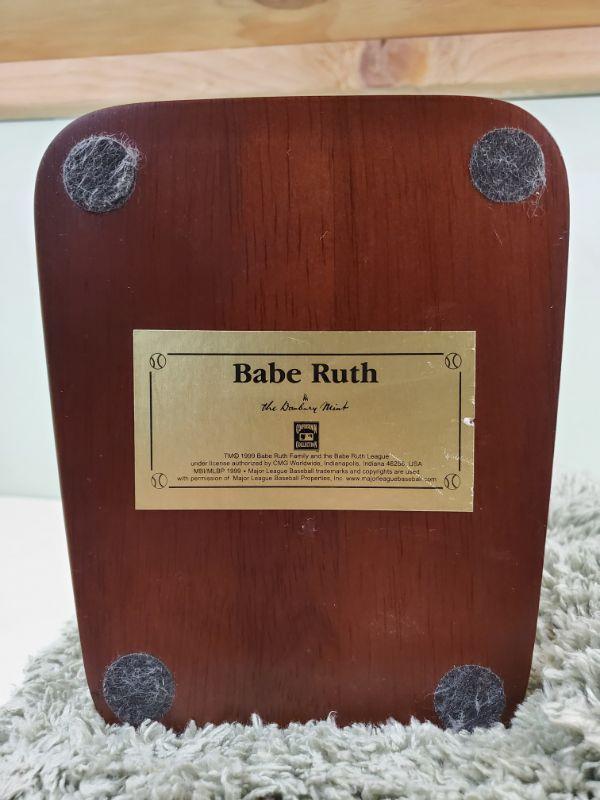 Babe Ruth
the Danbury Mint
COOPERSTOWN
COLLECTION
TM© 1999 Babe Ruth Family and the Babe Ruth League
under license authorized by CMG Worldwide, Indianapolis, Indiana 46256, USA
MBI/MLBP 1999 • Major League Baseball trademarks and copyrights are used
with permission of Major League Baseball Properties, Inc. www.majorleaguebaseball.com